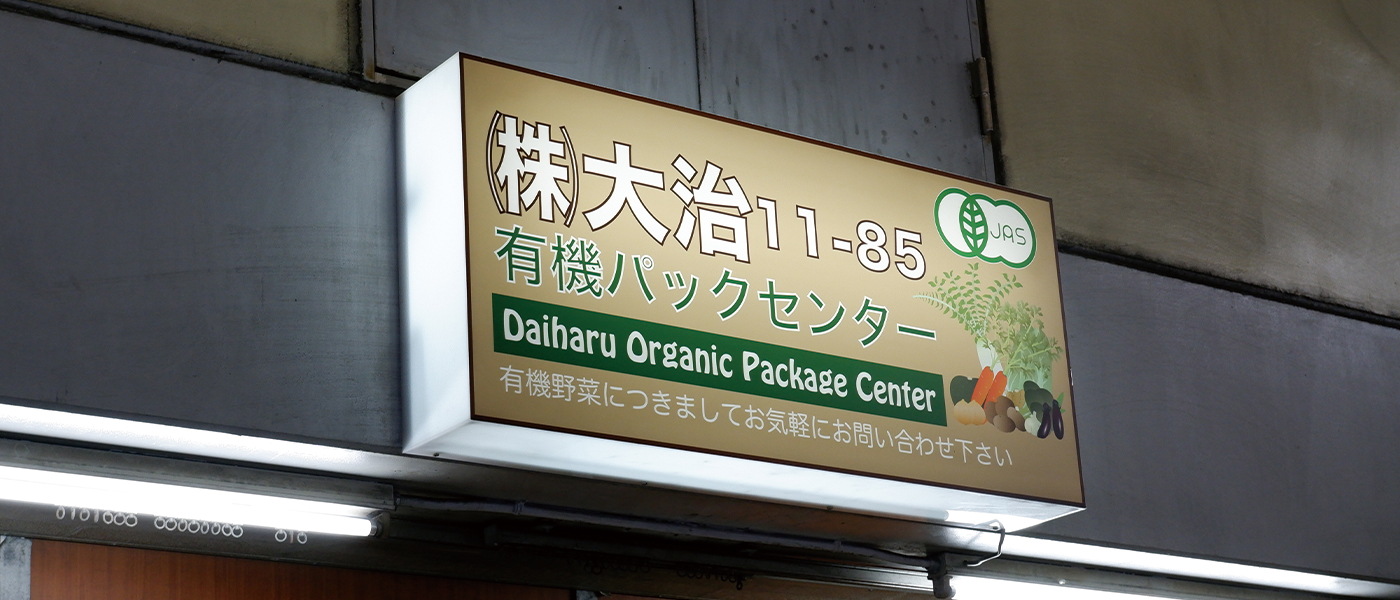 ㈱大治11-85
JAS
有機パックセンター
Daiharu Organic Package Center
有機野菜につきましてお気軽にお問い合わせ下さい